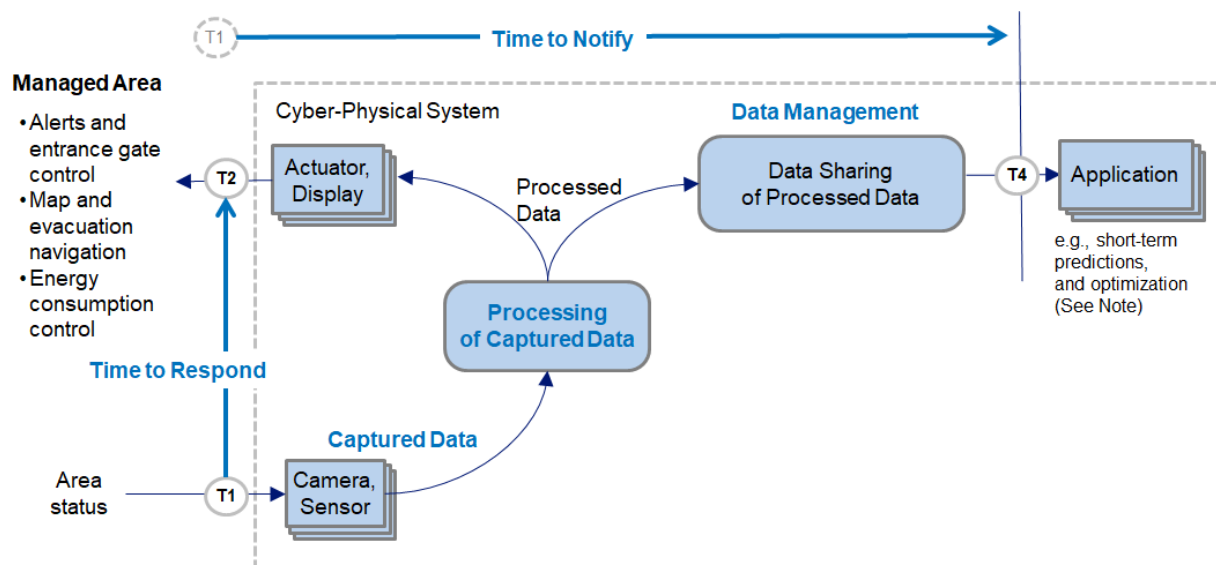 T1
Time to Notify
Managed Area
Cyber-Physical System
Data Management
•Alerts and
entrance gate
control
•Map and
evacuation
navigation
•Energy
consumption
control
T2
Actuator,
Display
Processed
Data
Data Sharing
of Processed Data
T4
Application
e.g., short-term
predictions,
and optimization
(See Note)
Processing
of Captured Data
Time to Respond
Captured Data
Area
status
T1
Camera,
Sensor